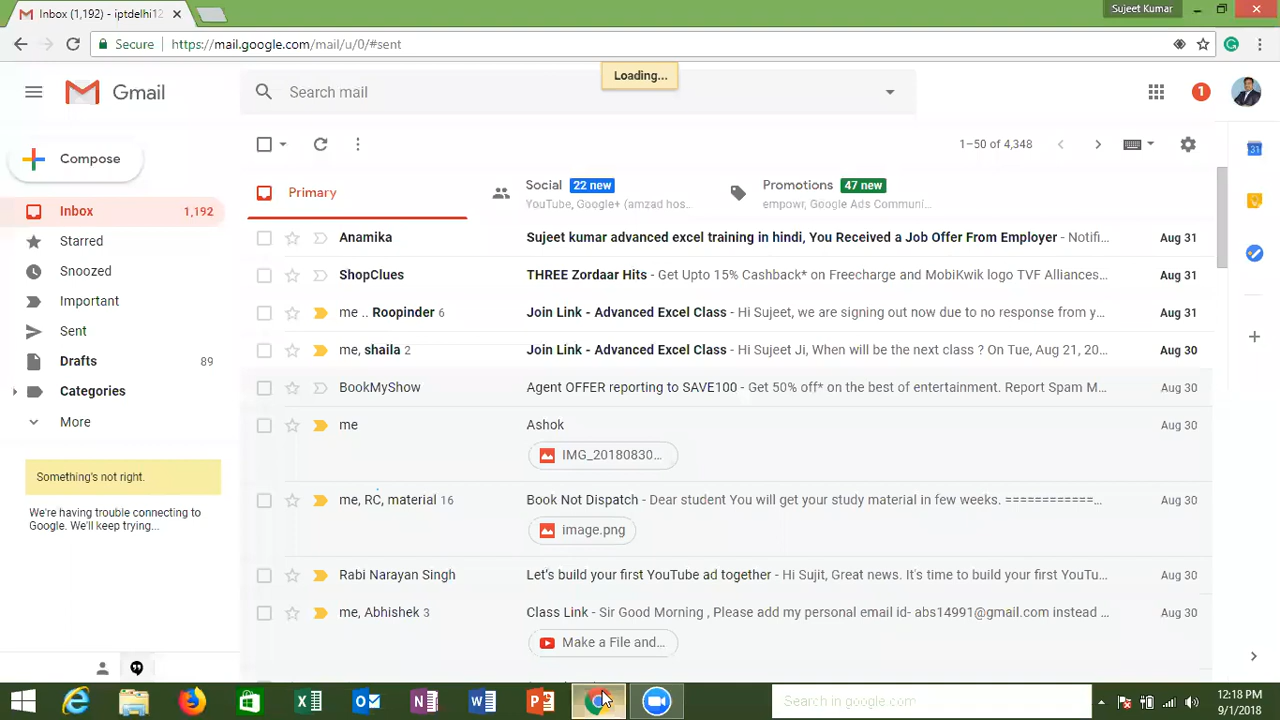 Inbox (1,192) - iptdelhi12
Sujeet Kumar
Secure https://mail.google.com/mail/u/0/#sent
Loading...
Gmail
Search mail
1
Compose
1–50 of 4,348
Primary
Social 22 new
YouTube, Google+ (amzad hos...
Promotions 47 new
empowr, Google Ads Communi...
Inbox 1,192
Starred
Snoozed
Important
Sent
Drafts 89
Categories
More
Something's not right.
We're having trouble connecting to
Google. We'll keep trying...
Anamika Sujeet kumar advanced excel training in hindi, You Received a Job Offer From Employer - Notifi... Aug 31
ShopClues THREE Zordaar Hits - Get Upto 15% Cashback* on Freecharge and MobiKwik logo TVF Alliances... Aug 31
me .. Roopinder 6 Join Link - Advanced Excel Class - Hi Sujeet, we are signing out now due to no response from y... Aug 31
me, shaila 2 Join Link - Advanced Excel Class - Hi Sujeet Ji, When will be the next class ? On Tue, Aug 21, 20... Aug 30
BookMyShow Agent OFFER reporting to SAVE100 - Get 50% off* on the best of entertainment. Report Spam M... Aug 30
me Ashok Aug 30
IMG_20180830...
me, RC, material 16 Book Not Dispatch - Dear student You will get your study material in few weeks. ============... Aug 30
image.png
Rabi Narayan Singh Let's build your first YouTube ad together - Hi Sujit, Great news. It's time to build your first YouTu... Aug 30
me, Abhishek 3 Class Link - Sir Good Morning , Please add my personal email id- abs14991@gmail.com instead ... Aug 30
Make a File and...
31
Search in google.com
12:18 PM
9/1/2018